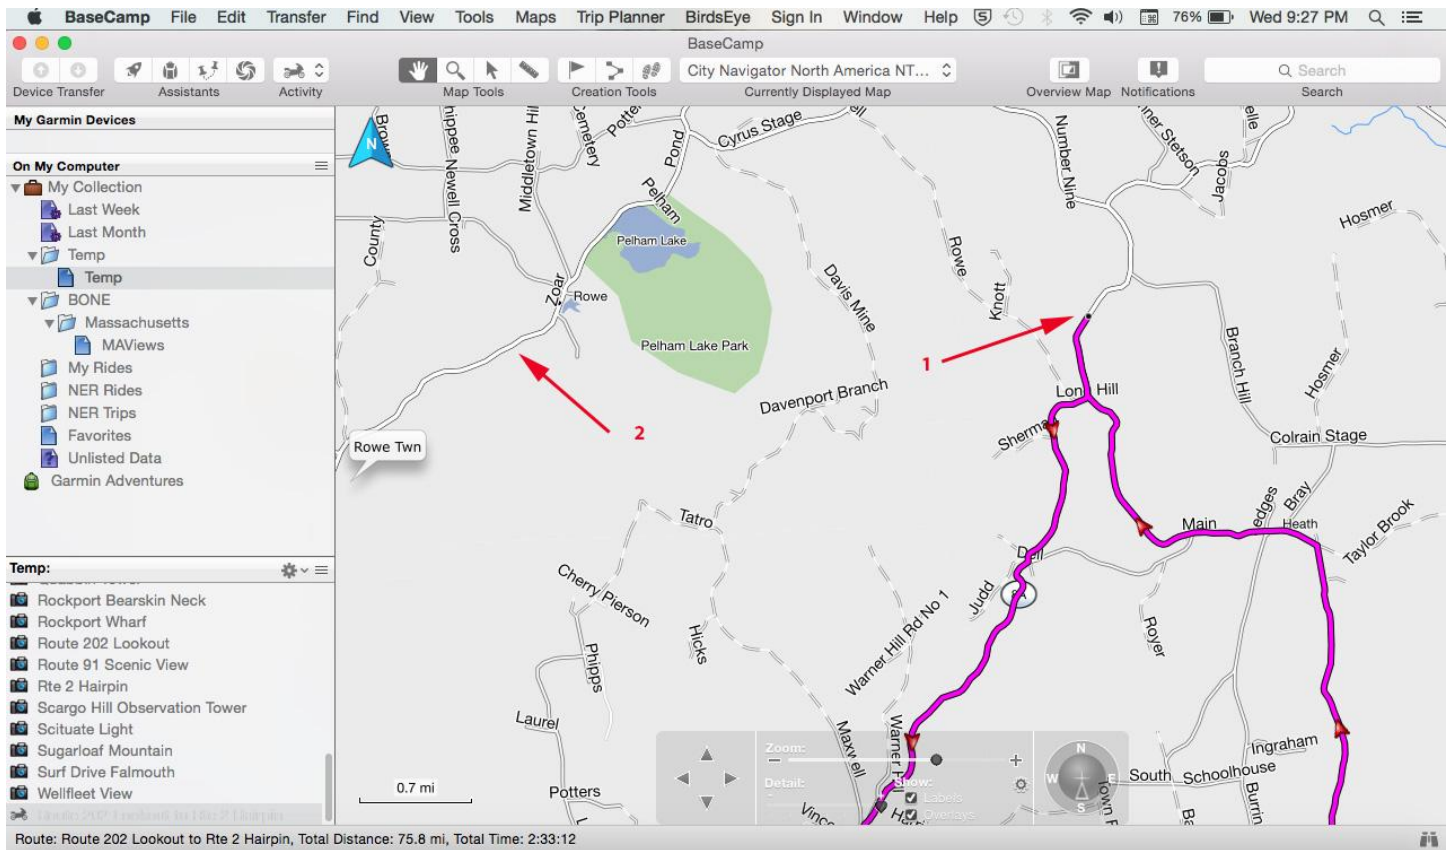 BaseCamp File Edit Transfer Find View Tools Maps Trip Planner BirdsEye Sign In Window Help 76% Wed 9:27 PM
BaseCamp
City Navigator North America NT...
Search
Device Transfer Assistants Activity Map Tools Creation Tools Currently Displayed Map Overview Map Notifications Search
My Garmin Devices
On My Computer
My Collection
Last Week
Last Month
Temp
Temp
BONE
Massachusetts
MAViews
My Rides
NER Rides
NER Trips
Favorites
Unlisted Data
Garmin Adventures
Temp:
Rockport Bearskin Neck
Rockport Wharf
Route 202 Lookout
Route 91 Scenic View
Rte 2 Hairpin
Scargo Hill Observation Tower
Scituate Light
Sugarloaf Mountain
Surf Drive Falmouth
Wellfleet View
N
Middletown Hill
Cemetery
Pond
Cyrus Stage
Number Nine
Jacobs
Hosmer
County
Pelham
Pelham Lake
Zoar
Rowe
Pelham Lake Park
Davis Mine
Rowe
Knott
Branch Hill
Hosmer
1
2
Long Hill
Davenport Branch
Colrain Stage
Rowe Twn
Tatro
Main
Bray
Heath
Taylor Brook
Dell
Judd
Cherry Pierson
Hicks
Warner Hill Rd No 1
Royer
Phipps
Laurel
Maxwell
Warner Hill
Ingraham
South Schoolhouse
Potters
0.7 mi
Zoom:
Detail:
Show:
Labels
Overlays
N
W
E
S
Route: Route 202 Lookout to Rte 2 Hairpin, Total Distance: 75.8 mi, Total Time: 2:33:12